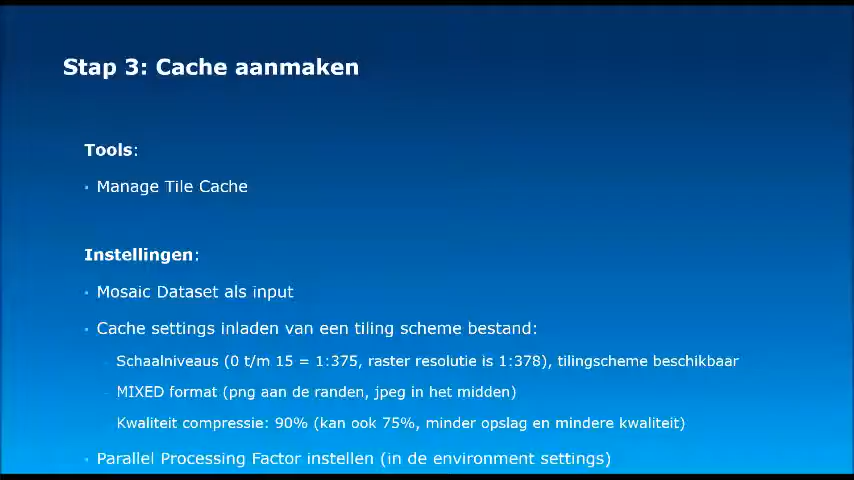 Stap 3: Cache aanmaken
Tools:
Manage Tile Cache
Instellingen:
Mosaic Dataset als input
Cache settings inladen van een tiling scheme bestand:
Schaalniveaus (0 t/m 15 = 1:375, raster resolutie is 1:378), tilingscheme beschikbaar
MIXED format (png aan de randen, jpeg in het midden)
Kwaliteit compressie: 90% (kan ook 75%, minder opslag en mindere kwaliteit)
Parallel Processing Factor instellen (in de environment settings)